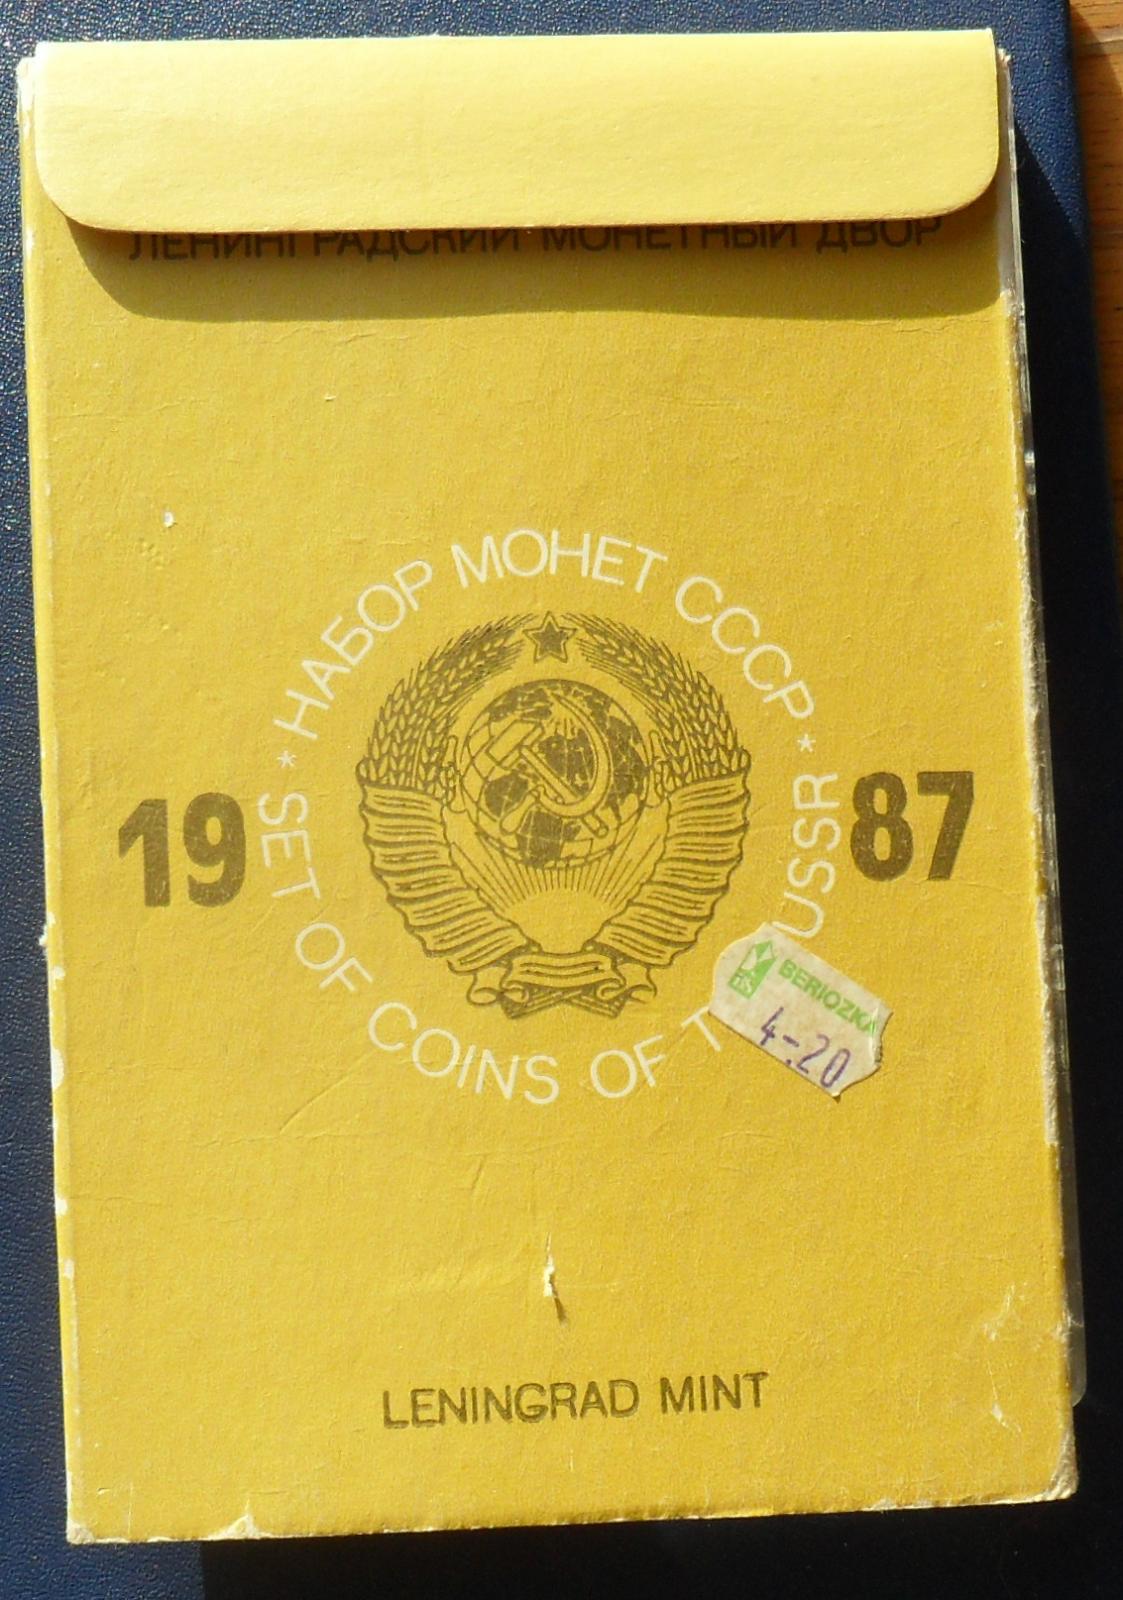 ЛЕНИНГРАДСКИЙ МОНЕТНЫЙ ДВОР
* НАБОР МОНЕТ СССР *
SET OF COINS OF T USSR
19 87
BERIOZKA
4-20
LENINGRAD MINT